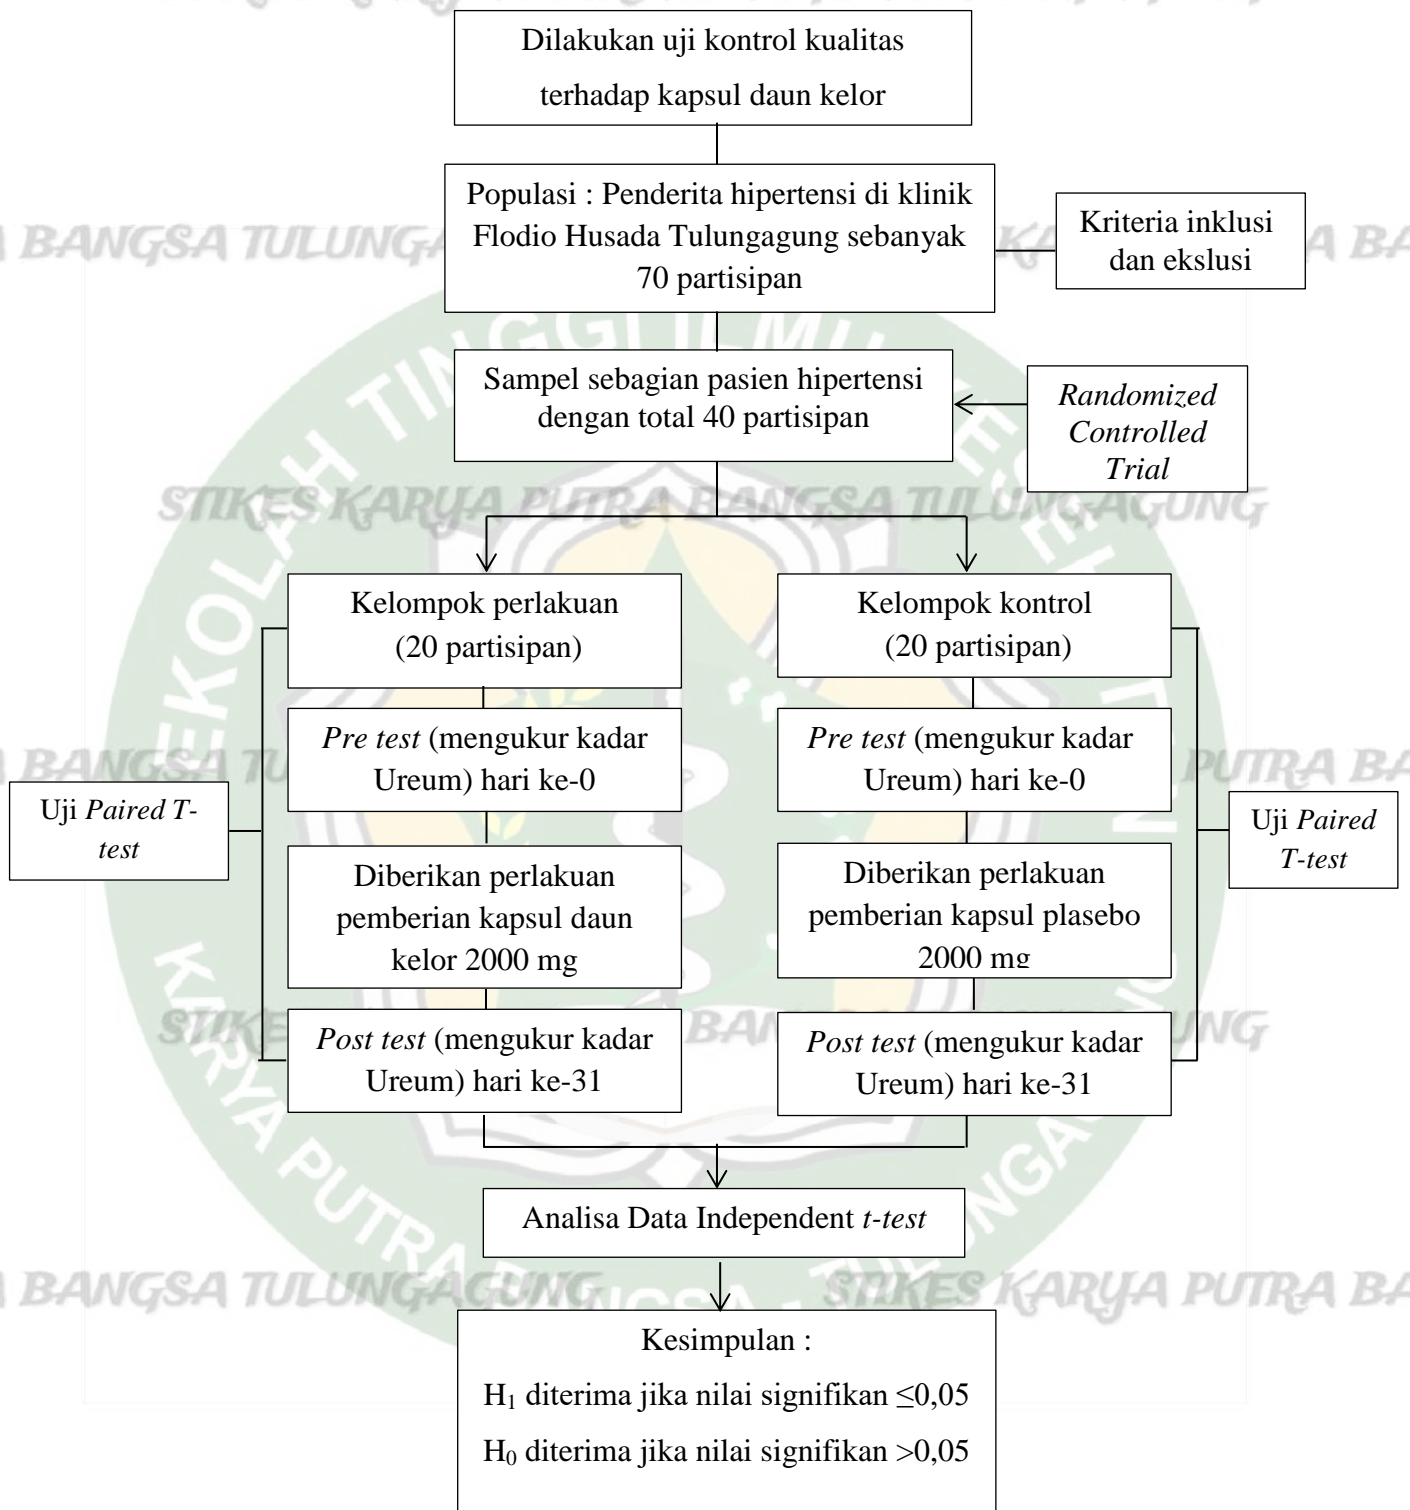 Dilakukan uji kontrol kualitas
terhadap kapsul daun kelor
Populasi : Penderita hipertensi di klinik
Flodio Husada Tulungagung sebanyak
70 partisipan
Kriteria inklusi
dan ekslusi
Sampel sebagian pasien hipertensi
dengan total 40 partisipan
Randomized
Controlled
Trial
STIKES KARYA PUTRA BANGSA TULUNGAGUNG
Kelompok perlakuan
(20 partisipan)
Kelompok kontrol
(20 partisipan)
Pre test (mengukur kadar
Ureum) hari ke-0
Pre test (mengukur kadar
Ureum) hari ke-0
Uji Paired T-
test
Uji Paired
T-test
Diberikan perlakuan
pemberian kapsul daun
kelor 2000 mg
Diberikan perlakuan
pemberian kapsul plasebo
2000 mg
Post test (mengukur kadar
Ureum) hari ke-31
Post test (mengukur kadar
Ureum) hari ke-31
Analisa Data Independent t-test
BANGSA TULUNGAGUNG
STIKES KARYA PUTRA BA
Kesimpulan :
H₁ diterima jika nilai signifikan ≤0,05
H₀ diterima jika nilai signifikan >0,05